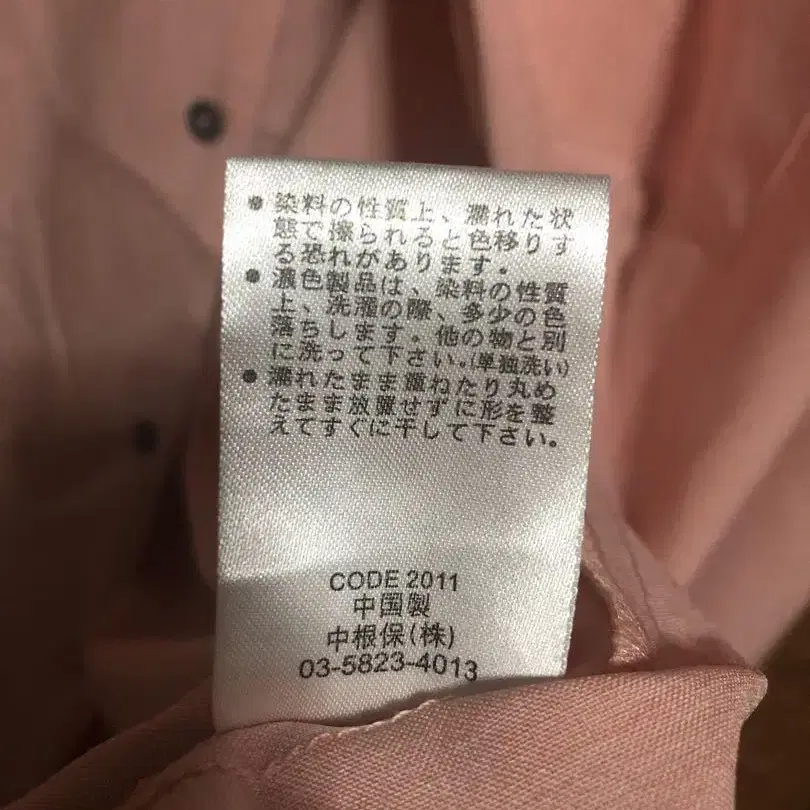 ● 染料の性質上、濡れた状
態で擦られると色移りす
る恐れがあります.
● 濃色製品は、染料の性質
上、洗濯の際、多少の色
落ちします. 他の物と別
に洗って下さい.(単独洗い)
● 濡れたまま重ねたり丸め
たまま放置せずに形を整
えてすぐに干して下さい.
CODE 2011
中国製
中根保(株)
03-5823-4013